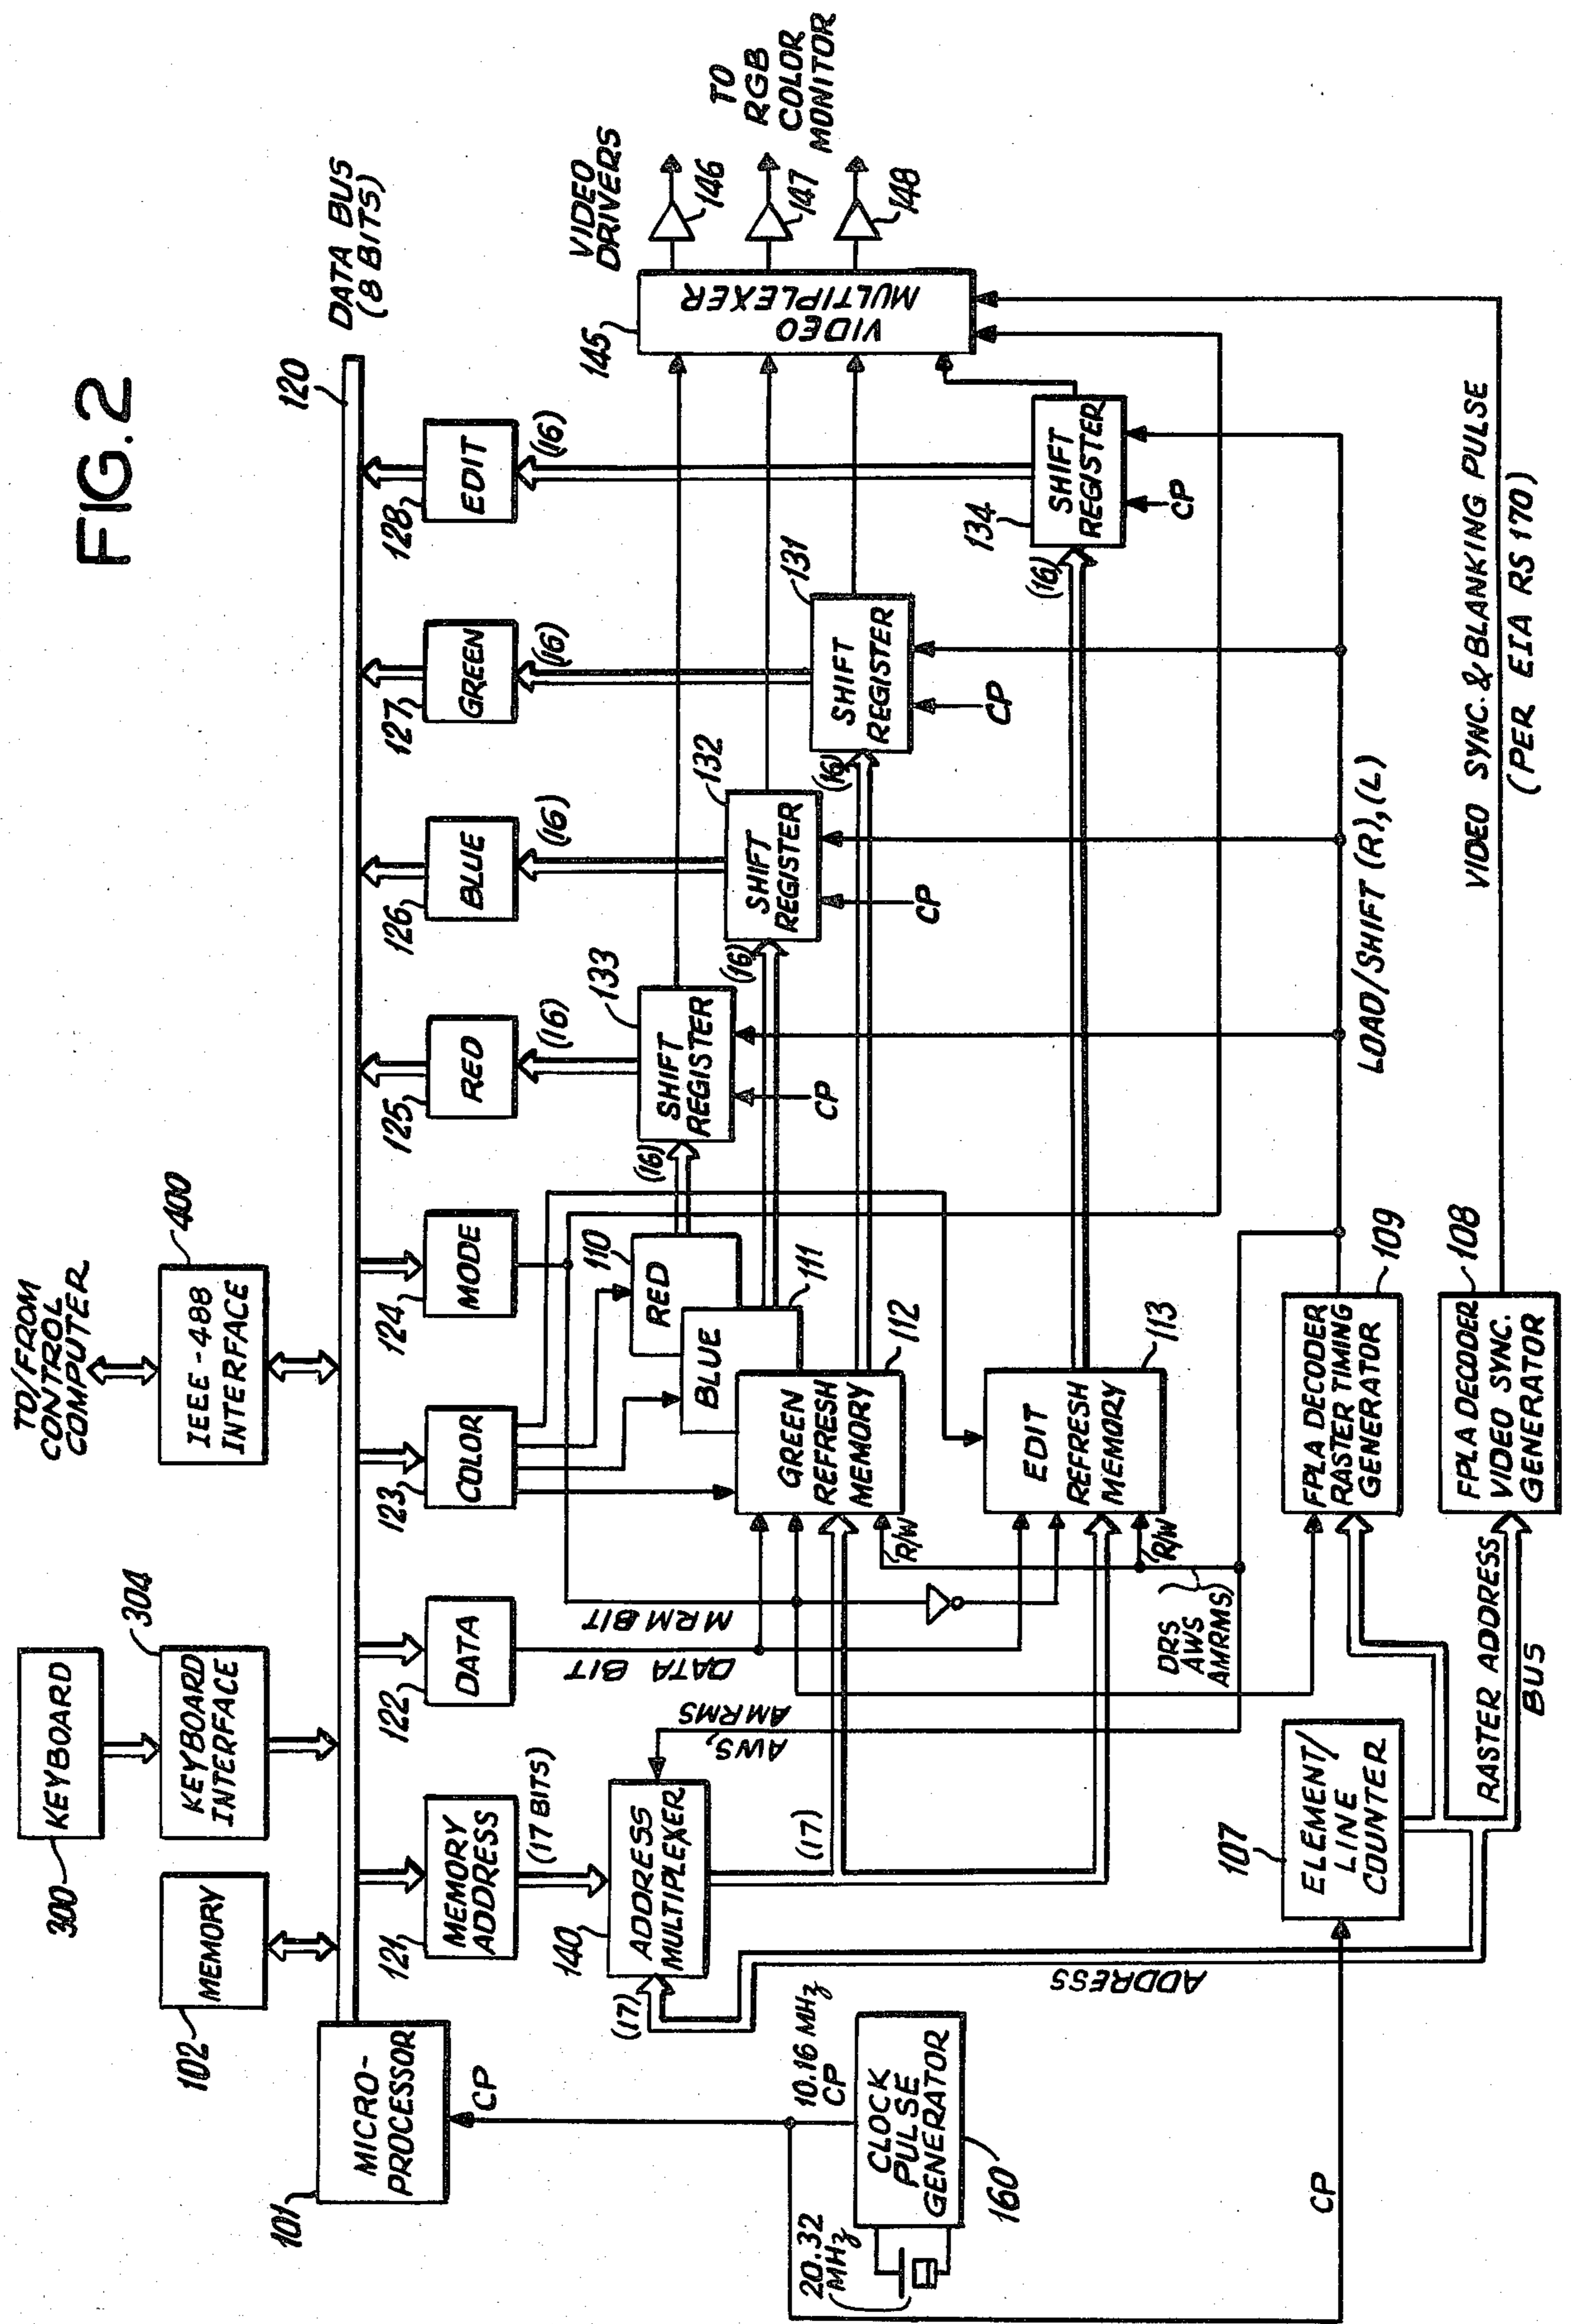 FIG. 2
TO/FROM
CONTROL
COMPUTER
300
KEYBOARD
102
MEMORY
304
KEYBOARD
INTERFACE
400
IEEE-488
INTERFACE
120
DATA BUS
(8 BITS)
101
MICRO-
PROCESSOR
CP
121
MEMORY
ADDRESS
(17 BITS)
122
DATA
123
COLOR
124
MODE
125
RED
(16)
126
BLUE
(16)
127
GREEN
(16)
128
EDIT
(16)
VIDEO
DRIVERS
146
147
148
TO
RGB
COLOR
MONITOR
145
VIDEO
MULTIPLEXER
140
ADDRESS
MULTIPLEXER
(17)
AWS,
AMRMS
DATA BIT
MRM BIT
110
RED
BLUE
111
GREEN
REFRESH
MEMORY
112
R/W
(17)
(16)
133
SHIFT
REGISTER
CP
(16)
132
SHIFT
REGISTER
CP
(16)
131
SHIFT
REGISTER
CP
(16)
134
SHIFT
REGISTER
CP
EDIT
REFRESH
MEMORY
113
R/W
DRS
AWS
AMRMS
10.16 MHz
CP
CLOCK
PULSE
GENERATOR
160
20.32
MHz
ADDRESS
CP
107
ELEMENT/
LINE
COUNTER
RASTER ADDRESS
BUS
FPLA DECODER
RASTER TIMING
GENERATOR
109
LOAD/SHIFT (R),(L)
FPLA DECODER
VIDEO SYNC.
GENERATOR
108
VIDEO SYNC. & BLANKING PULSE
(PER EIA RS 170)